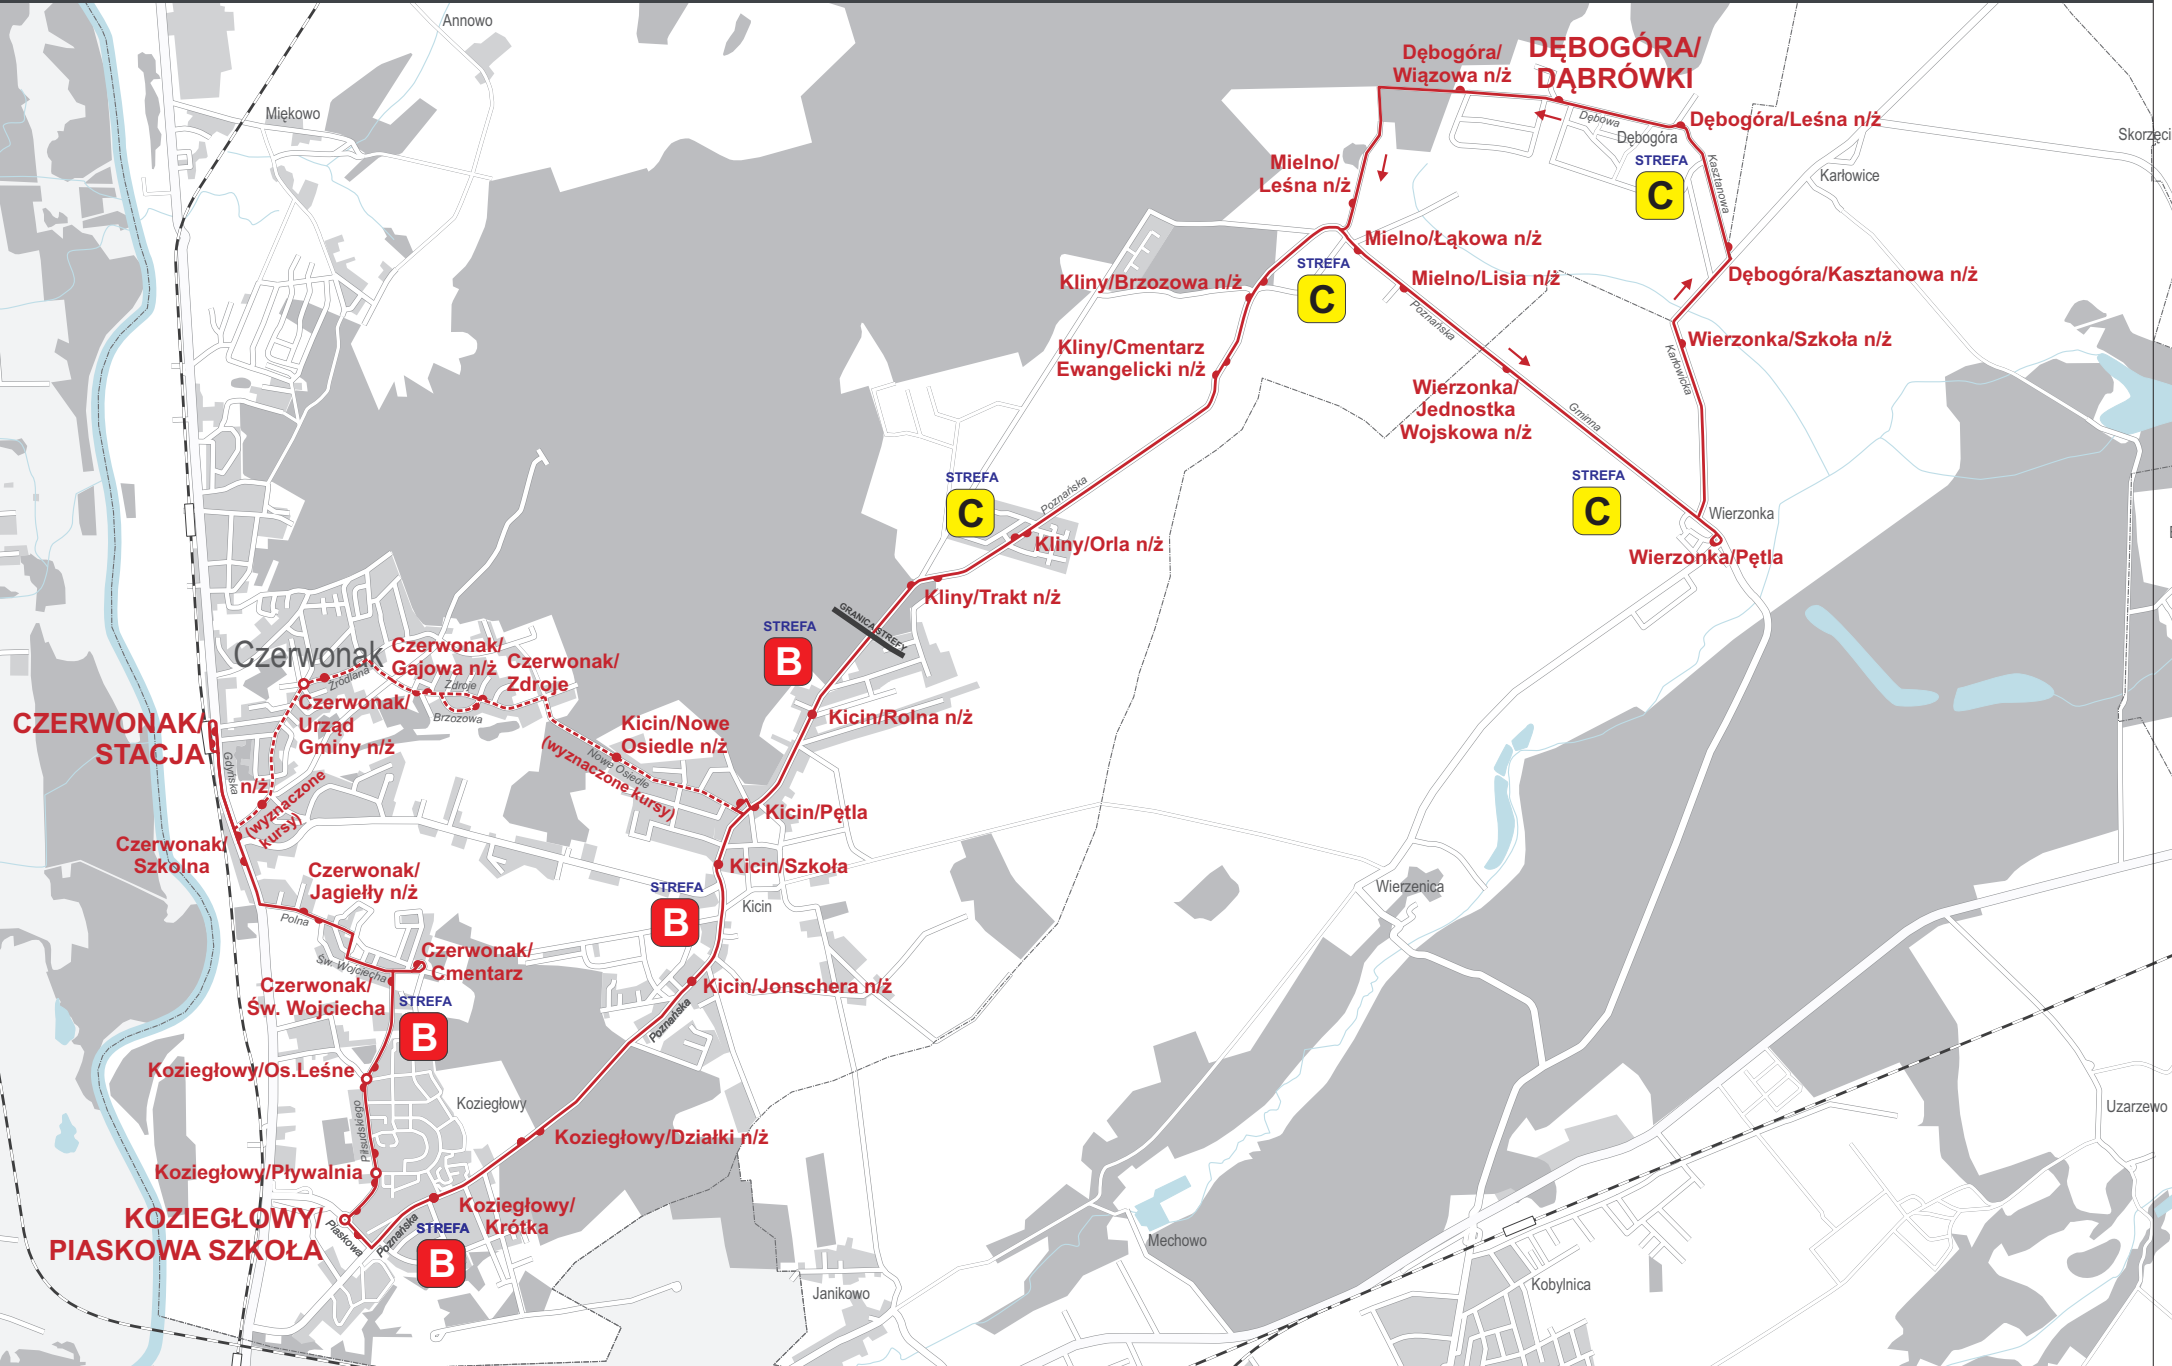 Annowo
Miękowo
Dębogóra/
Wiązowa n/ż
DĘBOGÓRA/
DĄBRÓWKI
Dębowa
Dębogóra
Dębogóra/Leśna n/ż
STREFA
C
Kasztanowa
Karłowice
Skorzęci
Mielno/
Leśna n/ż
Mielno/Łąkowa n/ż
STREFA
C
Mielno/Lisia n/ż
Dębogóra/Kasztanowa n/ż
Kliny/Brzozowa n/ż
Poznańska
Kliny/Cmentarz
Ewangelicki n/ż
Wierzonka/Szkoła n/ż
Karłowicka
Wierzonka/
Jednostka
Wojskowa n/ż
Gminna
STREFA
C
Poznańska
STREFA
C
Wierzonka
Wierzonka/Pętla
Kliny/Orla n/ż
Kliny/Trakt n/ż
GRANICA STREFY
STREFA
B
Czerwonak
Źródlana
Czerwonak/
Gajowa n/ż
Zdroje
Brzozowa
Czerwonak/
Zdroje
Czerwonak/
Urząd
Gminy n/ż
CZERWONAK/
STACJA
Gdyńska
n/ż
(wyznaczone
kursy)
Kicin/Nowe
Osiedle n/ż
Nowe Osiedle
(wyznaczone kursy)
Kicin/Rolna n/ż
Kicin/Pętla
Czerwonak/
Szkolna
Kicin/Szkoła
Czerwonak/
Jagiełły n/ż
Polna
STREFA
B
Kicin
Wierzenica
Św. Wojciecha
Czerwonak/
Cmentarz
Czerwonak/
Św. Wojciecha
STREFA
B
Kicin/Jonschera n/ż
Poznańska
Koziegłowy/Os.Leśne
Koziegłowy
Piłsudskiego
Koziegłowy/Działki n/ż
Uzarzewo
Koziegłowy/Pływalnia
Koziegłowy/
Krótka
KOZIEGŁOWY/
PIASKOWA SZKOŁA
Piaskowa
Poznańska
STREFA
B
Mechowo
Janikowo
Kobylnica